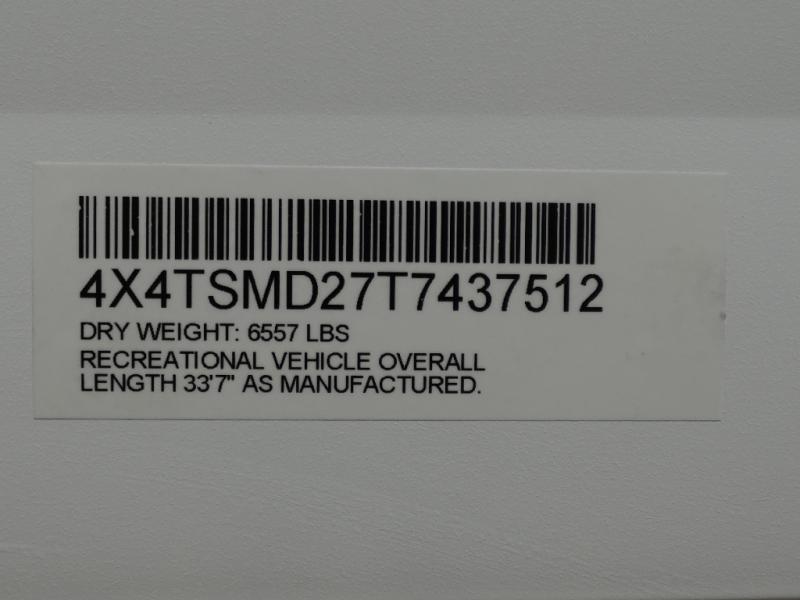 4X4TSMD27T7437512
DRY WEIGHT: 6557 LBS
RECREATIONAL VEHICLE OVERALL
LENGTH 33'7" AS MANUFACTURED.